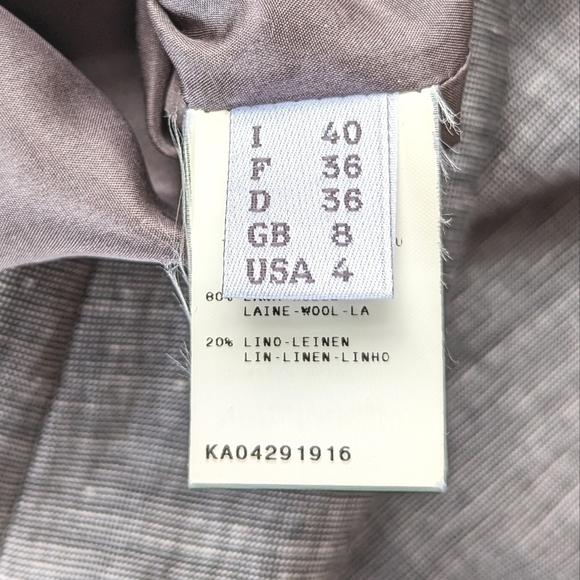 I 40
F 36
D 36
GB 8
USA 4
U
80%
LAINE-WOOL-LA
20% LINO-LEINEN
LIN-LINEN-LINHO
KA04291916